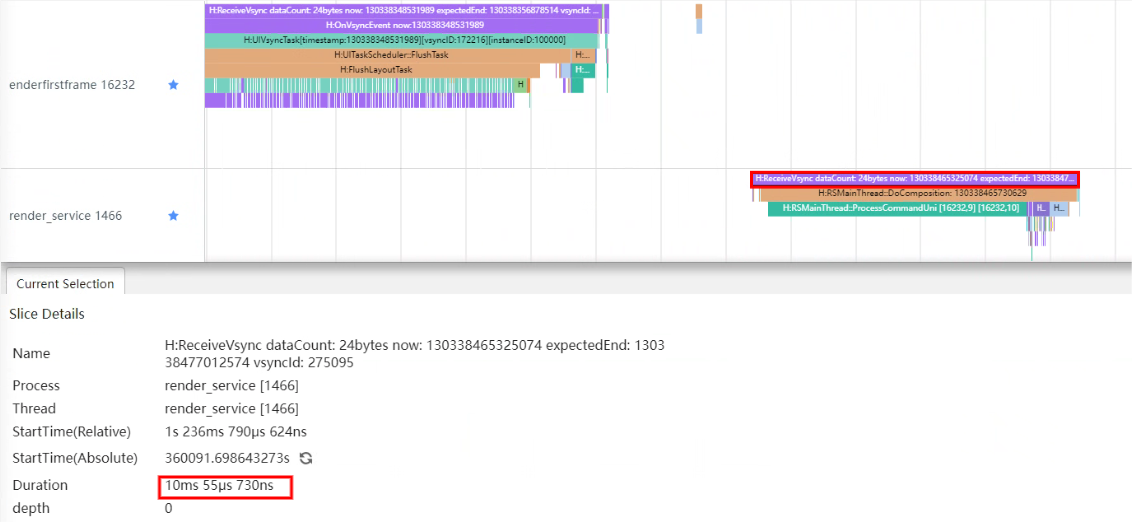 H:ReceiveVsync dataCount: 24bytes now: 130338348531989 expectedEnd: 130338356878514 vsyncId: ...
H:OnVsyncEvent now:130338348531989
H:UIVsyncTask[timestamp:130338348531989][vsyncID:172216][instanceID:100000]
H:UITaskScheduler::FlushTask H:...
H:FlushLayoutTask H:...
H
enderfirstframe 16232
H:ReceiveVsync dataCount: 24bytes now: 130338465325074 expectedEnd: 13033847...
H:RSMainThread::DoComposition: 130338465730629
H:RSMainThread::ProcessCommandUni [16232,9] [16232,10] H... H...
render_service 1466
Current Selection
Slice Details
Name H:ReceiveVsync dataCount: 24bytes now: 130338465325074 expectedEnd: 1303
38477012574 vsyncId: 275095
Process render_service [1466]
Thread render_service [1466]
StartTime(Relative) 1s 236ms 790μs 624ns
StartTime(Absolute) 360091.698643273s
Duration 10ms 55μs 730ns
depth 0